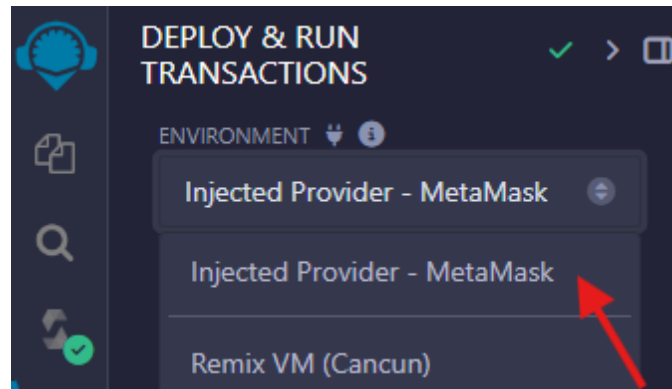 DEPLOY & RUN
TRANSACTIONS
ENVIRONMENT
Injected Provider - MetaMask
Injected Provider - MetaMask
Remix VM (Cancun)